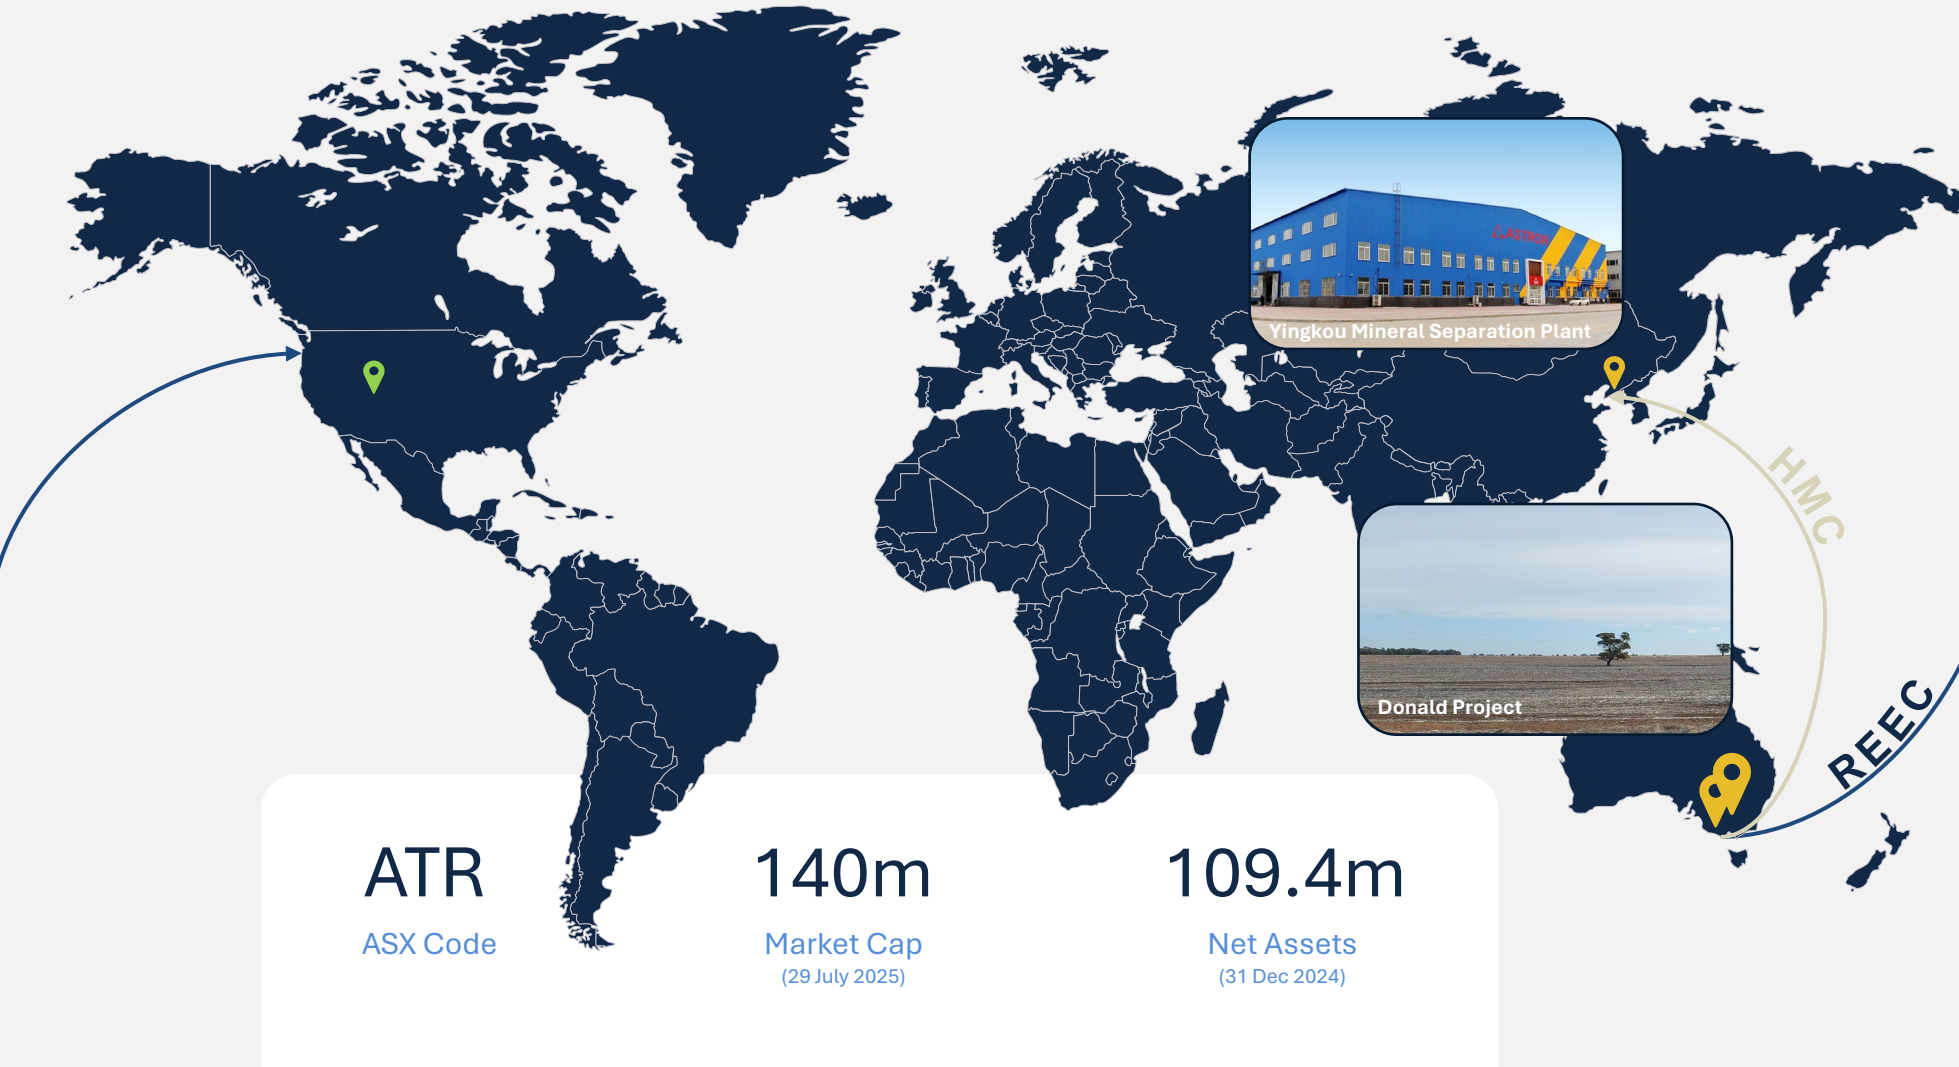 ASTRON
Yingkou Mineral Separation Plant
HMC
Donald Project
REEC
ATR
ASX Code
140m
Market Cap
(29 July 2025)
109.4m
Net Assets
(31 Dec 2024)